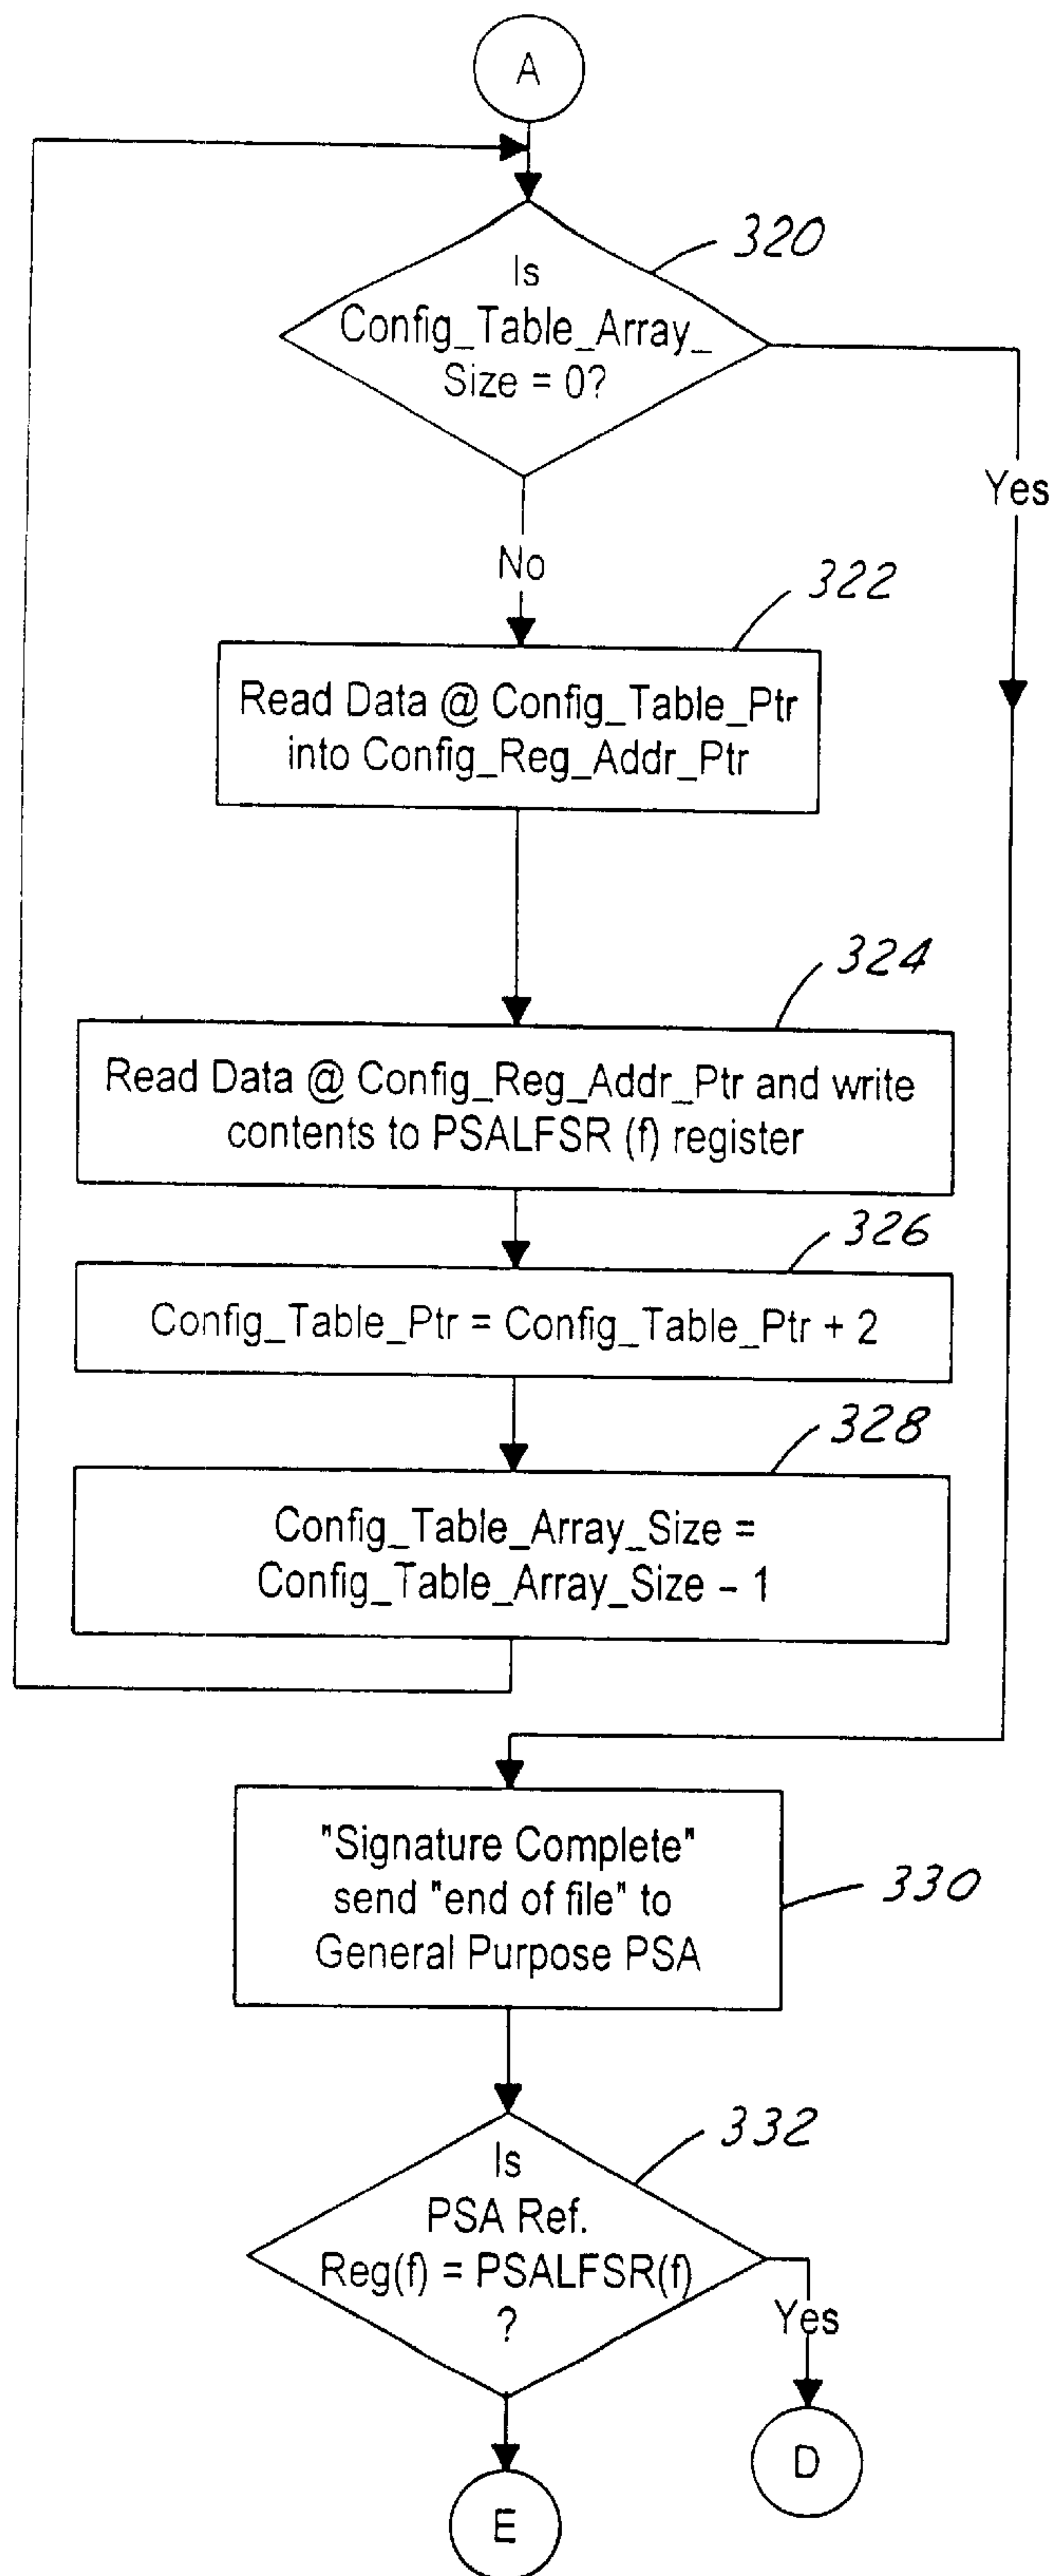 A
320
Is
Config_Table_Array_
Size = 0?
Yes
No
322
Read Data @ Config_Table_Ptr
into Config_Reg_Addr_Ptr
324
Read Data @ Config_Reg_Addr_Ptr and write
contents to PSALFSR (f) register
326
Config_Table_Ptr = Config_Table_Ptr + 2
328
Config_Table_Array_Size =
Config_Table_Array_Size – 1
"Signature Complete"
send "end of file" to
General Purpose PSA
330
332
Is
PSA Ref.
Reg(f) = PSALFSR(f)
?
Yes
D
E